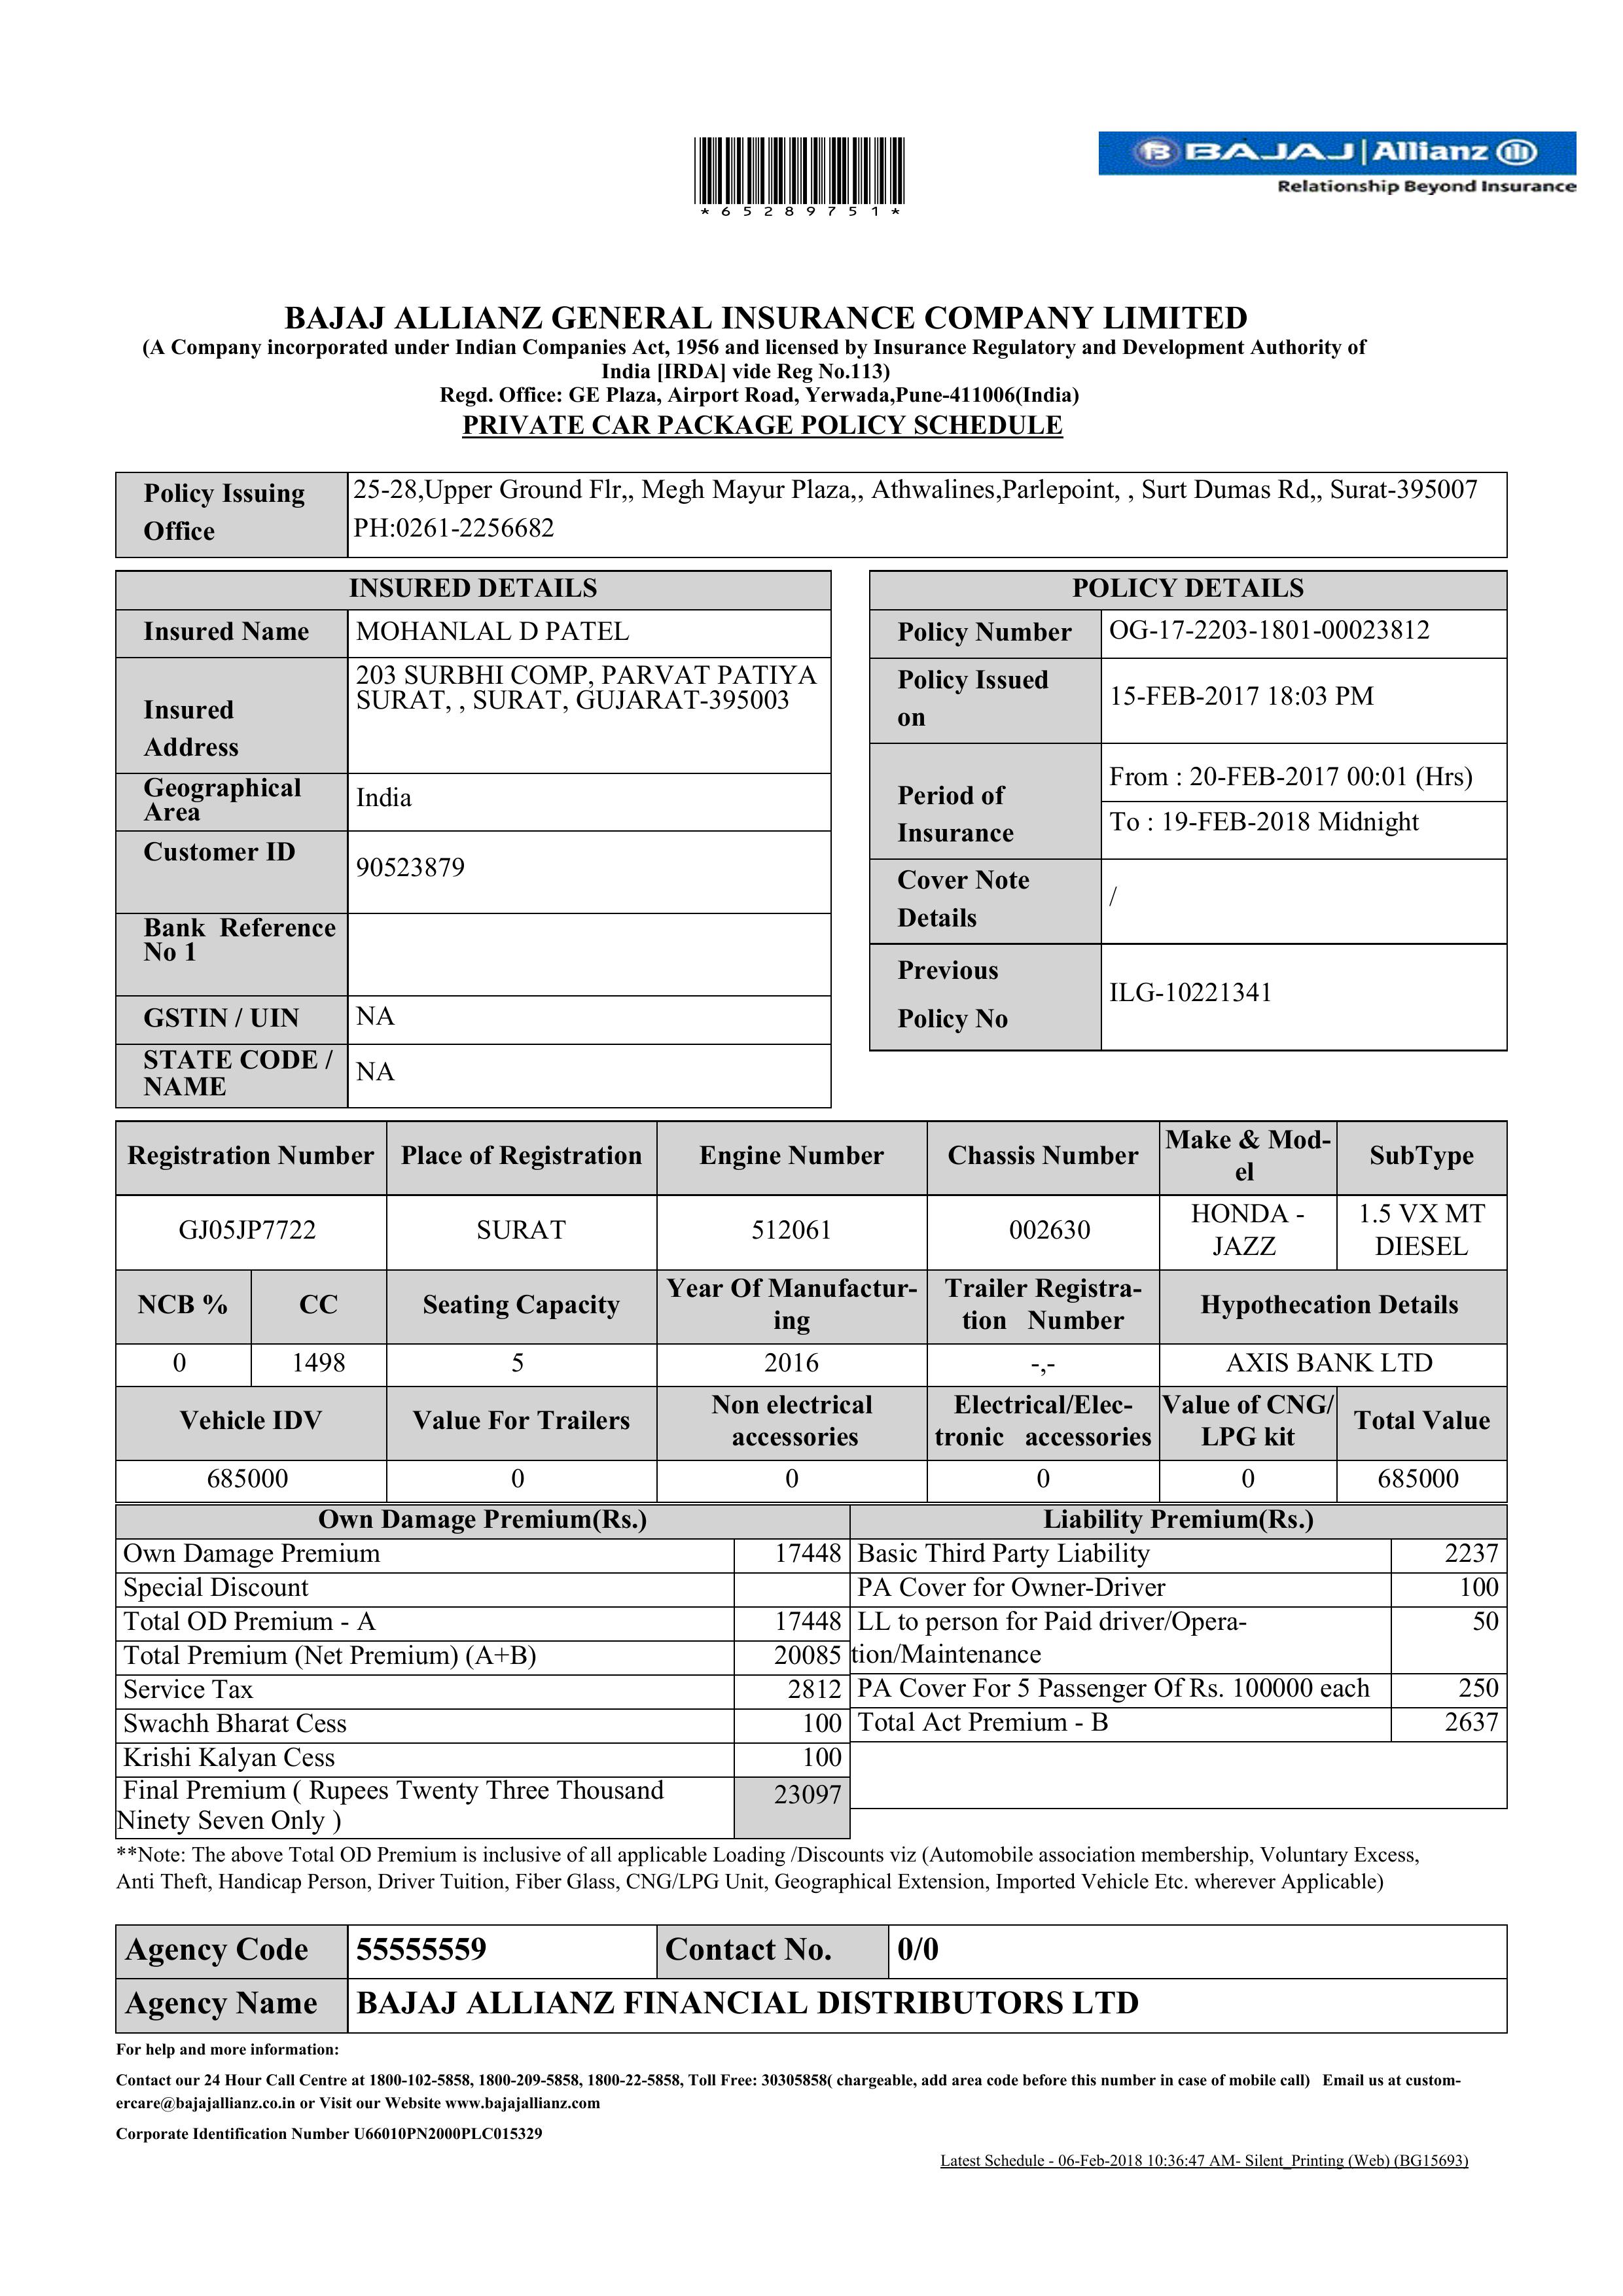 *65289751*
BAJAJ | Allianz
Relationship Beyond Insurance
BAJAJ ALLIANZ GENERAL INSURANCE COMPANY LIMITED
(A Company incorporated under Indian Companies Act, 1956 and licensed by Insurance Regulatory and Development Authority of
India [IRDA] vide Reg No.113)
Regd. Office: GE Plaza, Airport Road, Yerwada,Pune-411006(India)
PRIVATE CAR PACKAGE POLICY SCHEDULE
Policy Issuing
Office
25-28,Upper Ground Flr,, Megh Mayur Plaza,, Athwalines,Parlepoint, , Surt Dumas Rd,, Surat-395007
PH:0261-2256682
INSURED DETAILS
Insured Name
MOHANLAL D PATEL
Insured
Address
203 SURBHI COMP, PARVAT PATIYA
SURAT, , SURAT, GUJARAT-395003
Geographical
Area
India
Customer ID
90523879
Bank Reference
No 1
GSTIN / UIN
NA
STATE CODE /
NAME
NA
POLICY DETAILS
Policy Number
OG-17-2203-1801-00023812
Policy Issued
on
15-FEB-2017 18:03 PM
Period of
Insurance
From : 20-FEB-2017 00:01 (Hrs)
To : 19-FEB-2018 Midnight
Cover Note
Details
/
Previous
Policy No
ILG-10221341
Registration Number
Place of Registration
Engine Number
Chassis Number
Make & Mod-
el
SubType
GJ05JP7722
SURAT
512061
002630
HONDA -
JAZZ
1.5 VX MT
DIESEL
NCB %
CC
Seating Capacity
Year Of Manufactur-
ing
Trailer Registra-
tion Number
Hypothecation Details
0
1498
5
2016
-,-
AXIS BANK LTD
Vehicle IDV
Value For Trailers
Non electrical
accessories
Electrical/Elec-
tronic accessories
Value of CNG/
LPG kit
Total Value
685000
0
0
0
0
685000
Own Damage Premium(Rs.)
Own Damage Premium 17448
Special Discount
Total OD Premium - A 17448
Total Premium (Net Premium) (A+B) 20085
Service Tax 2812
Swachh Bharat Cess 100
Krishi Kalyan Cess 100
Final Premium ( Rupees Twenty Three Thousand 23097
Ninety Seven Only )
Liability Premium(Rs.)
Basic Third Party Liability 2237
PA Cover for Owner-Driver 100
LL to person for Paid driver/Opera- 50
tion/Maintenance
PA Cover For 5 Passenger Of Rs. 100000 each 250
Total Act Premium - B 2637
**Note: The above Total OD Premium is inclusive of all applicable Loading /Discounts viz (Automobile association membership, Voluntary Excess,
Anti Theft, Handicap Person, Driver Tuition, Fiber Glass, CNG/LPG Unit, Geographical Extension, Imported Vehicle Etc. wherever Applicable)
Agency Code 55555559 Contact No. 0/0
Agency Name BAJAJ ALLIANZ FINANCIAL DISTRIBUTORS LTD
For help and more information:
Contact our 24 Hour Call Centre at 1800-102-5858, 1800-209-5858, 1800-22-5858, Toll Free: 30305858( chargeable, add area code before this number in case of mobile call) Email us at custom-
ercare@bajajallianz.co.in or Visit our Website www.bajajallianz.com
Corporate Identification Number U66010PN2000PLC015329
Latest Schedule - 06-Feb-2018 10:36:47 AM- Silent_Printing (Web) (BG15693)